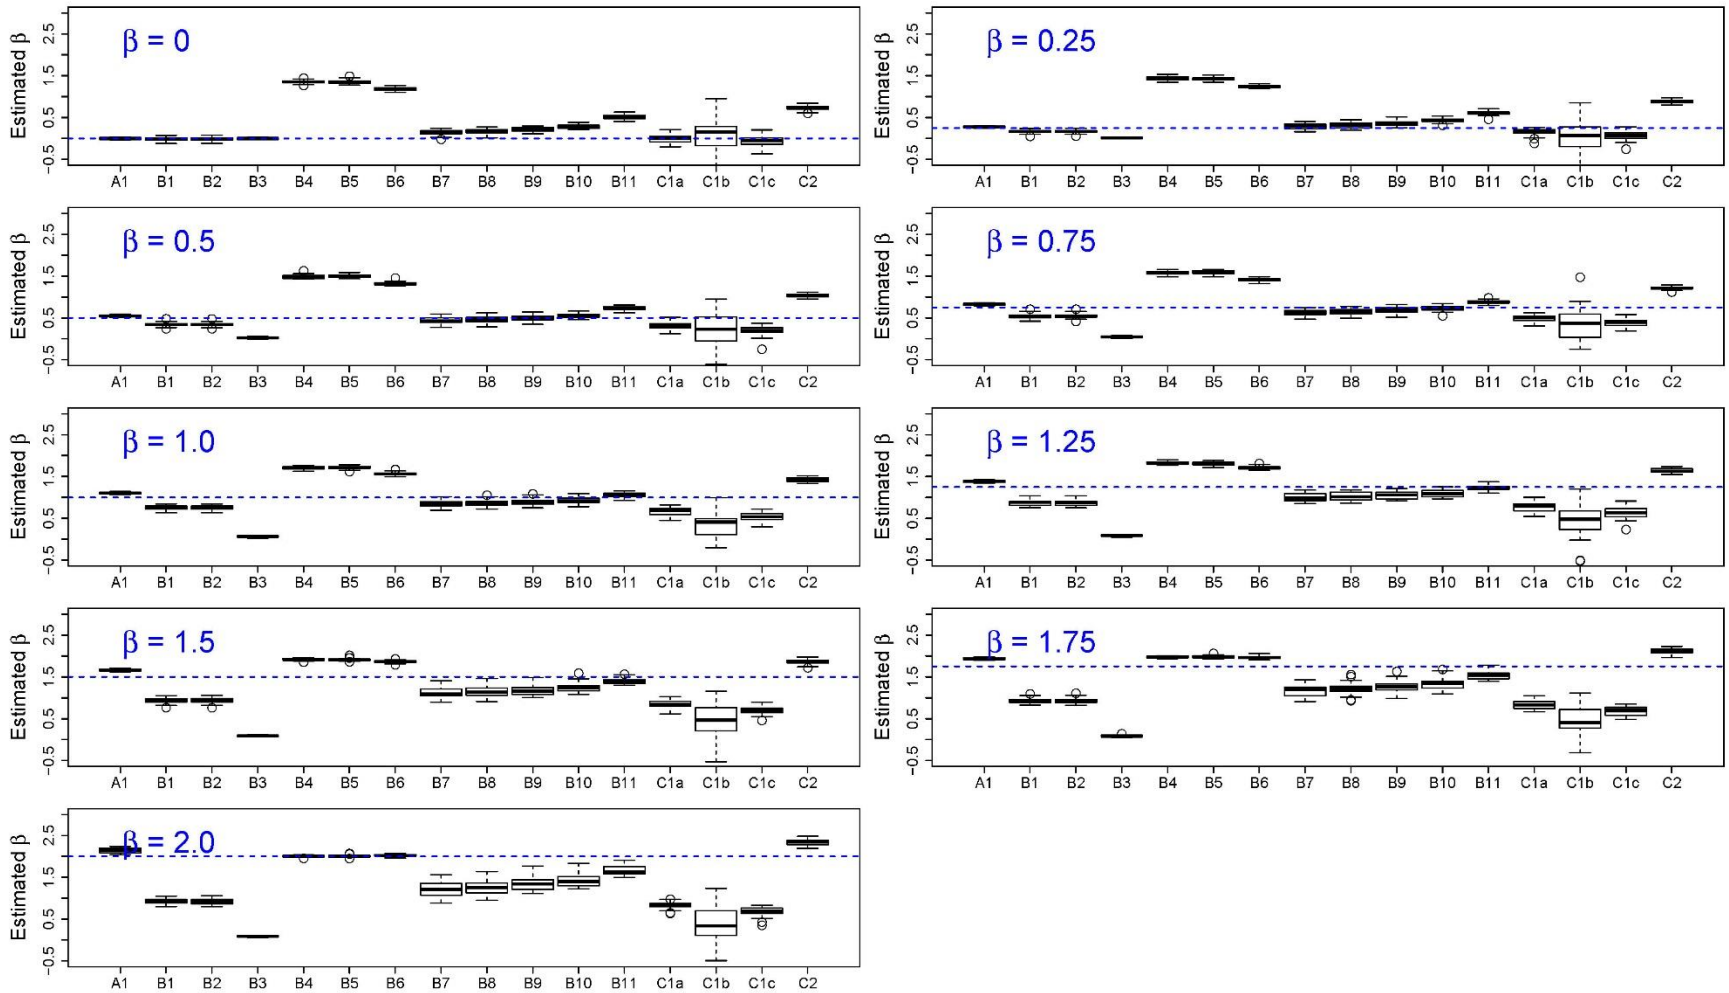 Estimated β
2.5
1.5
0.5
−0.5
β = 0
A1 B1 B2 B3 B4 B5 B6 B7 B8 B9 B10 B11 C1a C1b C1c C2
Estimated β
2.5
1.5
0.5
−0.5
β = 0.25
A1 B1 B2 B3 B4 B5 B6 B7 B8 B9 B10 B11 C1a C1b C1c C2
Estimated β
2.5
1.5
0.5
−0.5
β = 0.5
A1 B1 B2 B3 B4 B5 B6 B7 B8 B9 B10 B11 C1a C1b C1c C2
Estimated β
2.5
1.5
0.5
−0.5
β = 0.75
A1 B1 B2 B3 B4 B5 B6 B7 B8 B9 B10 B11 C1a C1b C1c C2
Estimated β
2.5
1.5
0.5
−0.5
β = 1.0
A1 B1 B2 B3 B4 B5 B6 B7 B8 B9 B10 B11 C1a C1b C1c C2
Estimated β
2.5
1.5
0.5
−0.5
β = 1.25
A1 B1 B2 B3 B4 B5 B6 B7 B8 B9 B10 B11 C1a C1b C1c C2
Estimated β
2.5
1.5
0.5
−0.5
β = 1.5
A1 B1 B2 B3 B4 B5 B6 B7 B8 B9 B10 B11 C1a C1b C1c C2
Estimated β
2.5
1.5
0.5
−0.5
β = 1.75
A1 B1 B2 B3 B4 B5 B6 B7 B8 B9 B10 B11 C1a C1b C1c C2
Estimated β
2.5
1.5
0.5
−0.5
β = 2.0
A1 B1 B2 B3 B4 B5 B6 B7 B8 B9 B10 B11 C1a C1b C1c C2